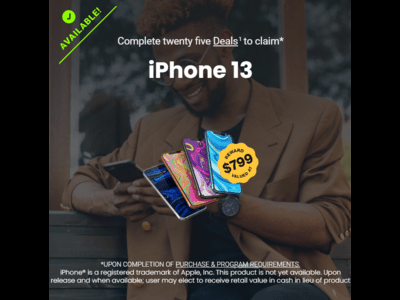 AVAILABLE!
Complete twenty five Deals¹ to claim*
iPhone 13
REWARD
$799
VALUED AT
*UPON COMPLETION OF PURCHASE & PROGRAM REQUIREMENTS.
iPhone® is a registered trademark of Apple, Inc. This product is not yet available. Upon
release and when available; user may elect to receive retail value in cash in lieu of product